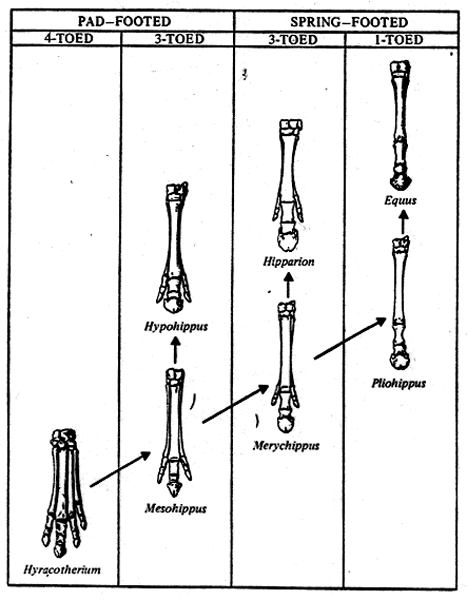 PAD–FOOTED
SPRING–FOOTED
4-TOED
3-TOED
3-TOED
1-TOED
Equus
Hipparion
Hypohippus
Pliohippus
Merychippus
Mesohippus
Hyracotherium